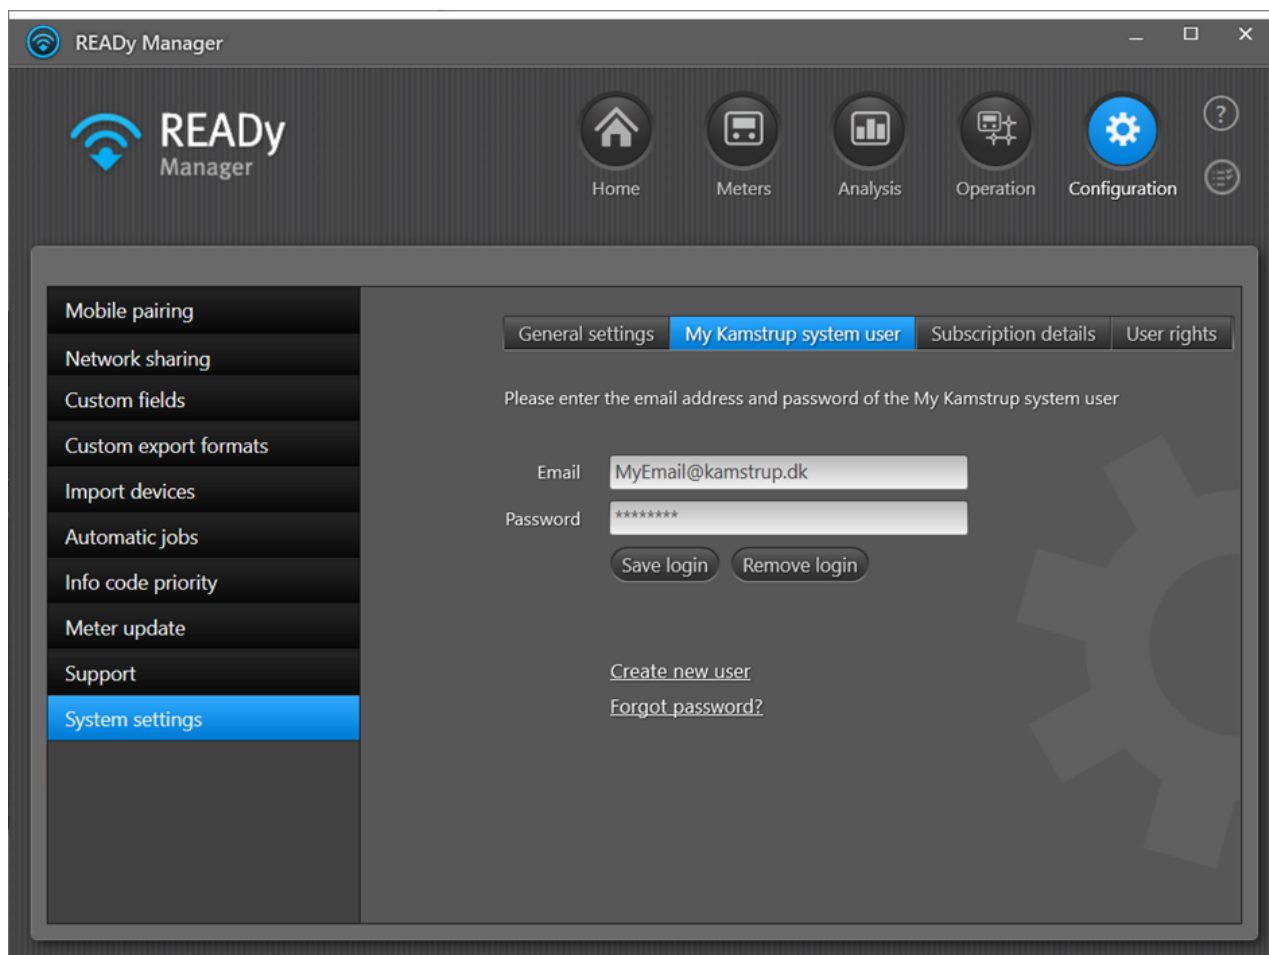 READy Manager
READy
Manager
Home
Meters
Analysis
Operation
Configuration
?
Mobile pairing
Network sharing
Custom fields
Custom export formats
Import devices
Automatic jobs
Info code priority
Meter update
Support
System settings
General settings
My Kamstrup system user
Subscription details
User rights
Please enter the email address and password of the My Kamstrup system user
Email
MyEmail@kamstrup.dk
Password
********
Save login
Remove login
Create new user
Forgot password?